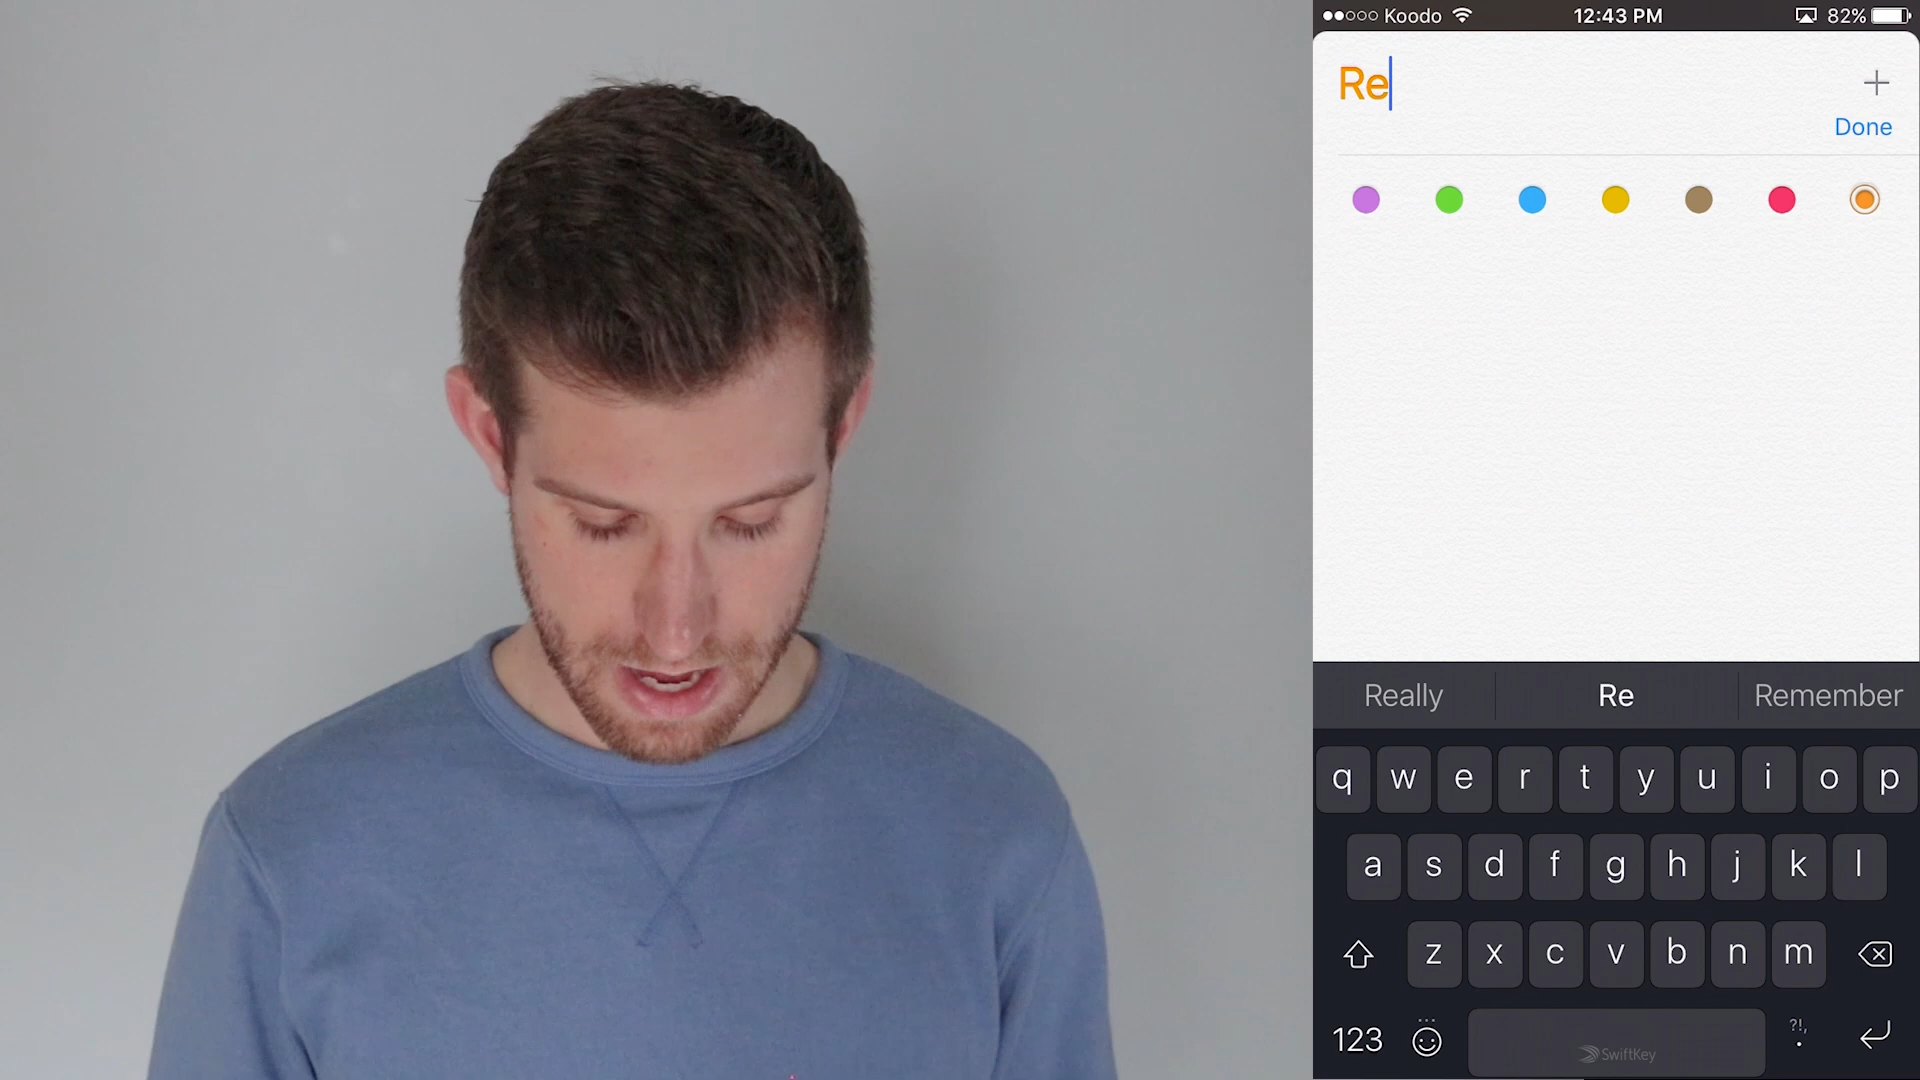 Koodo 12:43 PM 82%
Re
Done
Really Re Remember
q w e r t y u i o p
a s d f g h j k l
z x c v b n m
123 ?!,.
SwiftKey